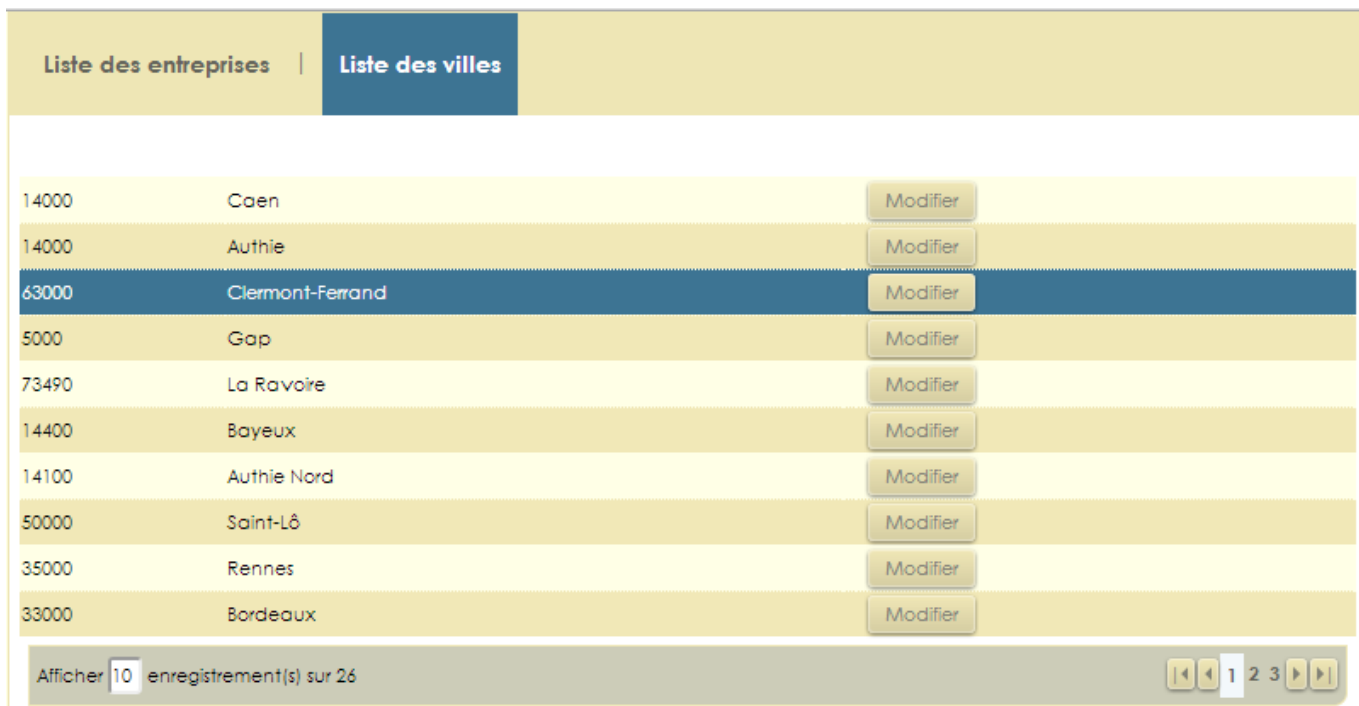 Liste des entreprises | Liste des villes
14000 Caen Modifier
14000 Authie Modifier
63000 Clermont-Ferrand Modifier
5000 Gap Modifier
73490 La Ravoire Modifier
14400 Bayeux Modifier
14100 Authie Nord Modifier
50000 Saint-Lô Modifier
35000 Rennes Modifier
33000 Bordeaux Modifier
Afficher 10 enregistrement(s) sur 26 1 2 3